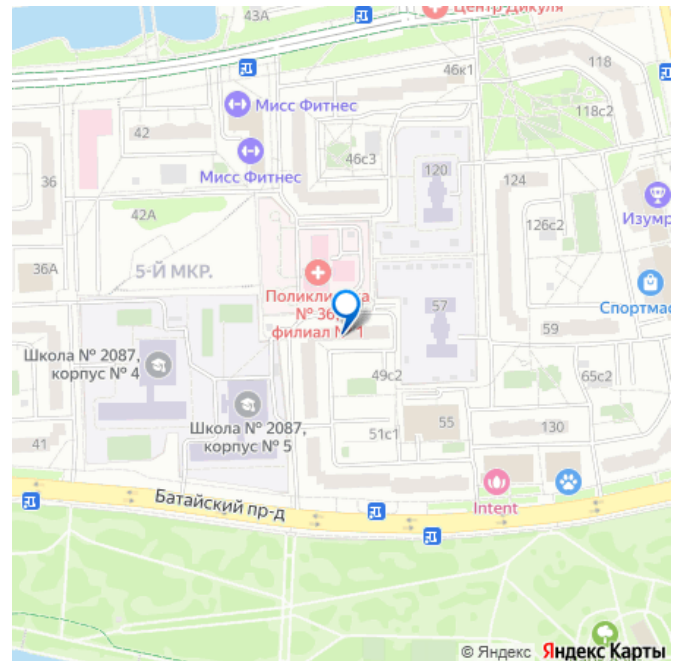 43А
Центр Дикуля
46к1
118
Мисс Фитнес
118с2
42
46с3
Мисс Фитнес
120
124
36
42А
126с2
Изумр
36А
5-Й МКР.
Поликлиника
№ 36
филиал № 1
57
Спортмас
59
Школа № 2087,
корпус № 4
49с2
65с2
Школа № 2087,
корпус № 5
51с1
55
130
41
Батайский пр-д
Intent
© Яндекс Яндекс Карты